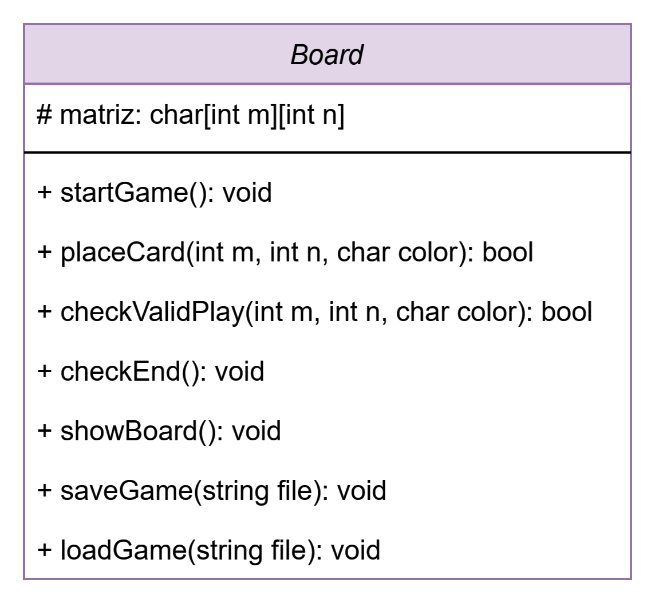 Board
# matriz: char[int m][int n]
+ startGame(): void
+ placeCard(int m, int n, char color): bool
+ checkValidPlay(int m, int n, char color): bool
+ checkEnd(): void
+ showBoard(): void
+ saveGame(string file): void
+ loadGame(string file): void